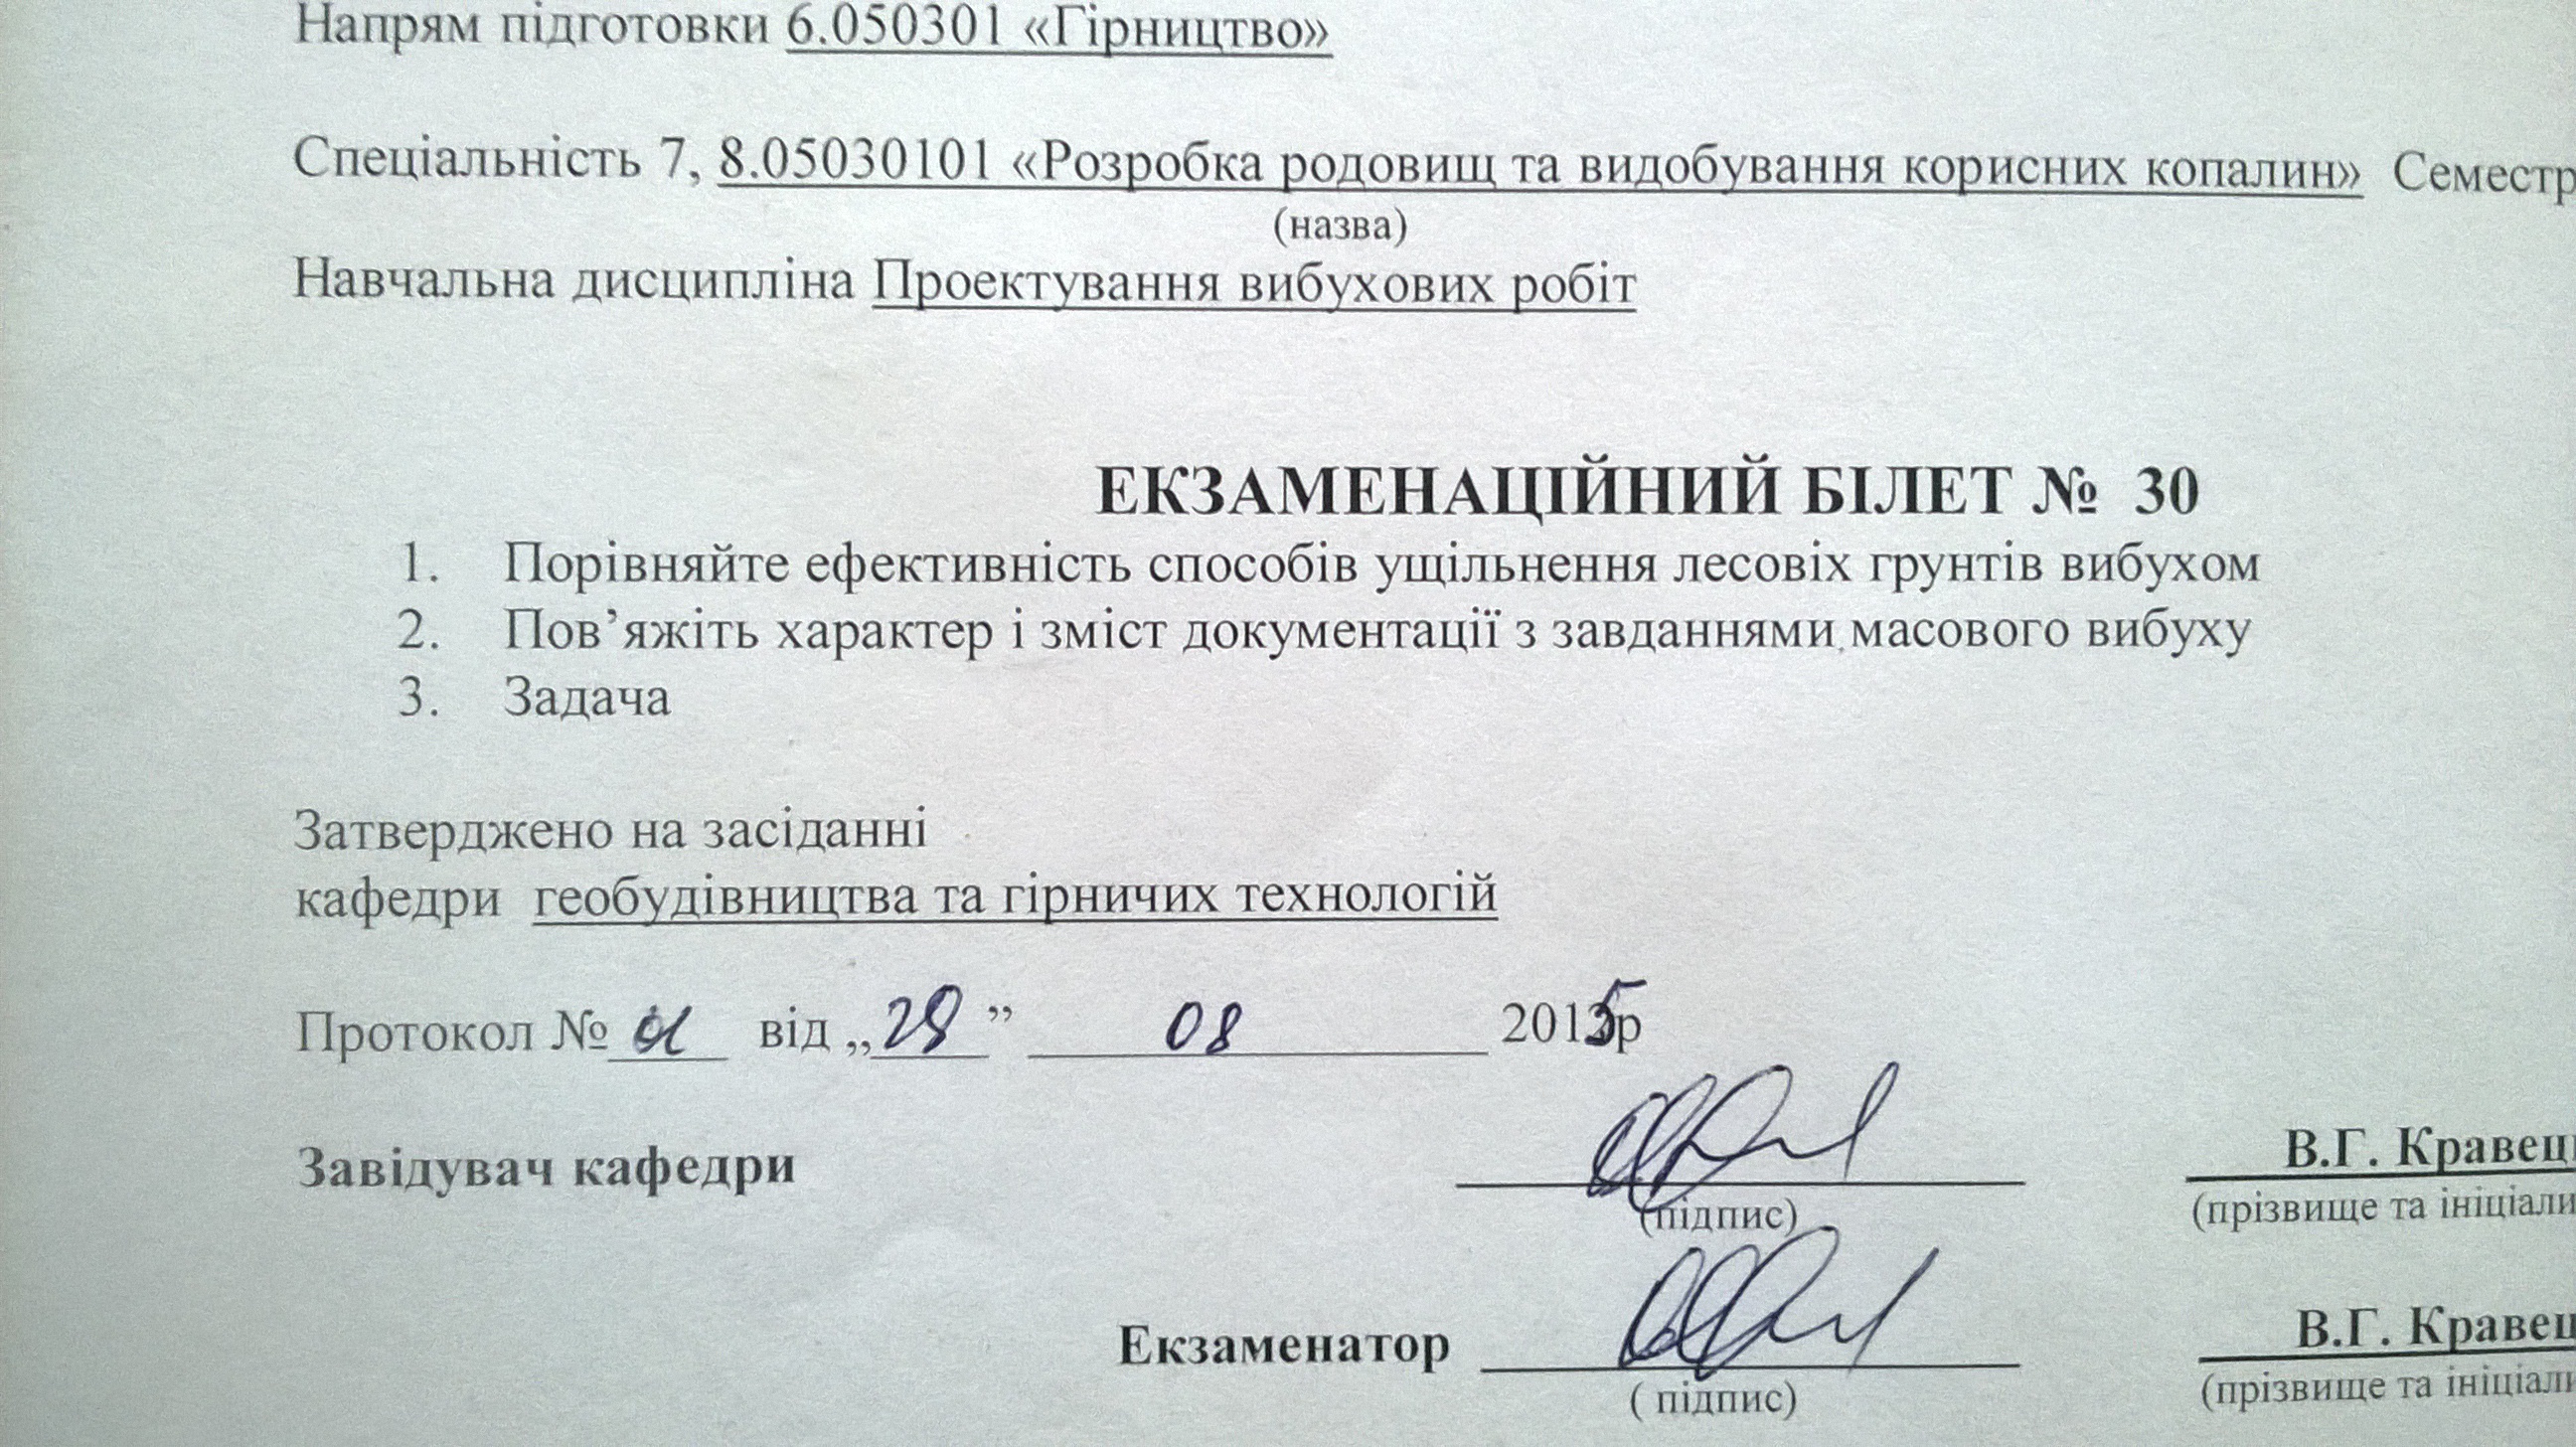 Напрям підготовки 6.050301 «Гірництво»
Спеціальність 7, 8.05030101 «Розробка родовищ та видобування корисних копалин» Семестр
(назва)
Навчальна дисципліна Проектування вибухових робіт
ЕКЗАМЕНАЦІЙНИЙ БІЛЕТ № 30
1. Порівняйте ефективність способів ущільнення лесовіх грунтів вибухом
2. Пов’яжіть характер і зміст документації з завданнями масового вибуху
3. Задача
Затверджено на засіданні
кафедри геобудівництва та гірничих технологій
Протокол № від „28” 08 2015р
Завідувач кафедри В.Г. Кравец
(підпис) (прізвище та ініціали
Екзаменатор В.Г. Кравец
( підпис) (прізвище та ініціали